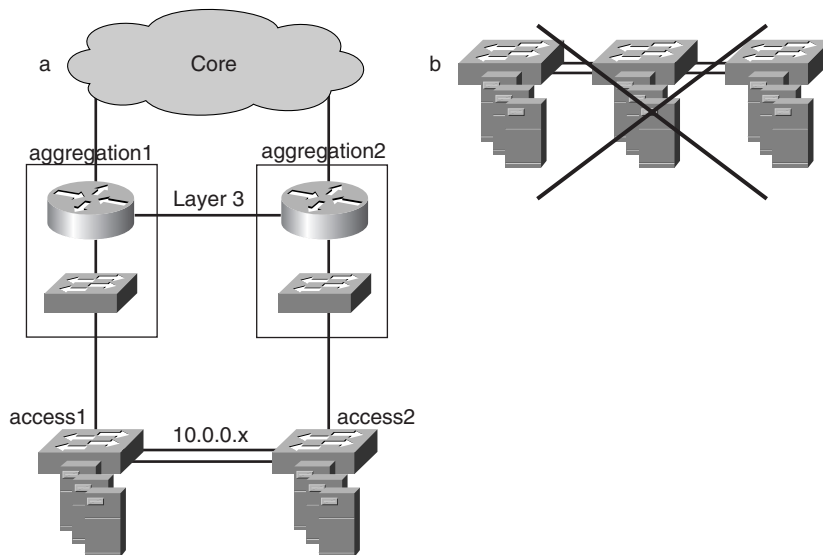 a
Core
b
aggregation1
aggregation2
Layer 3
access1
10.0.0.x
access2